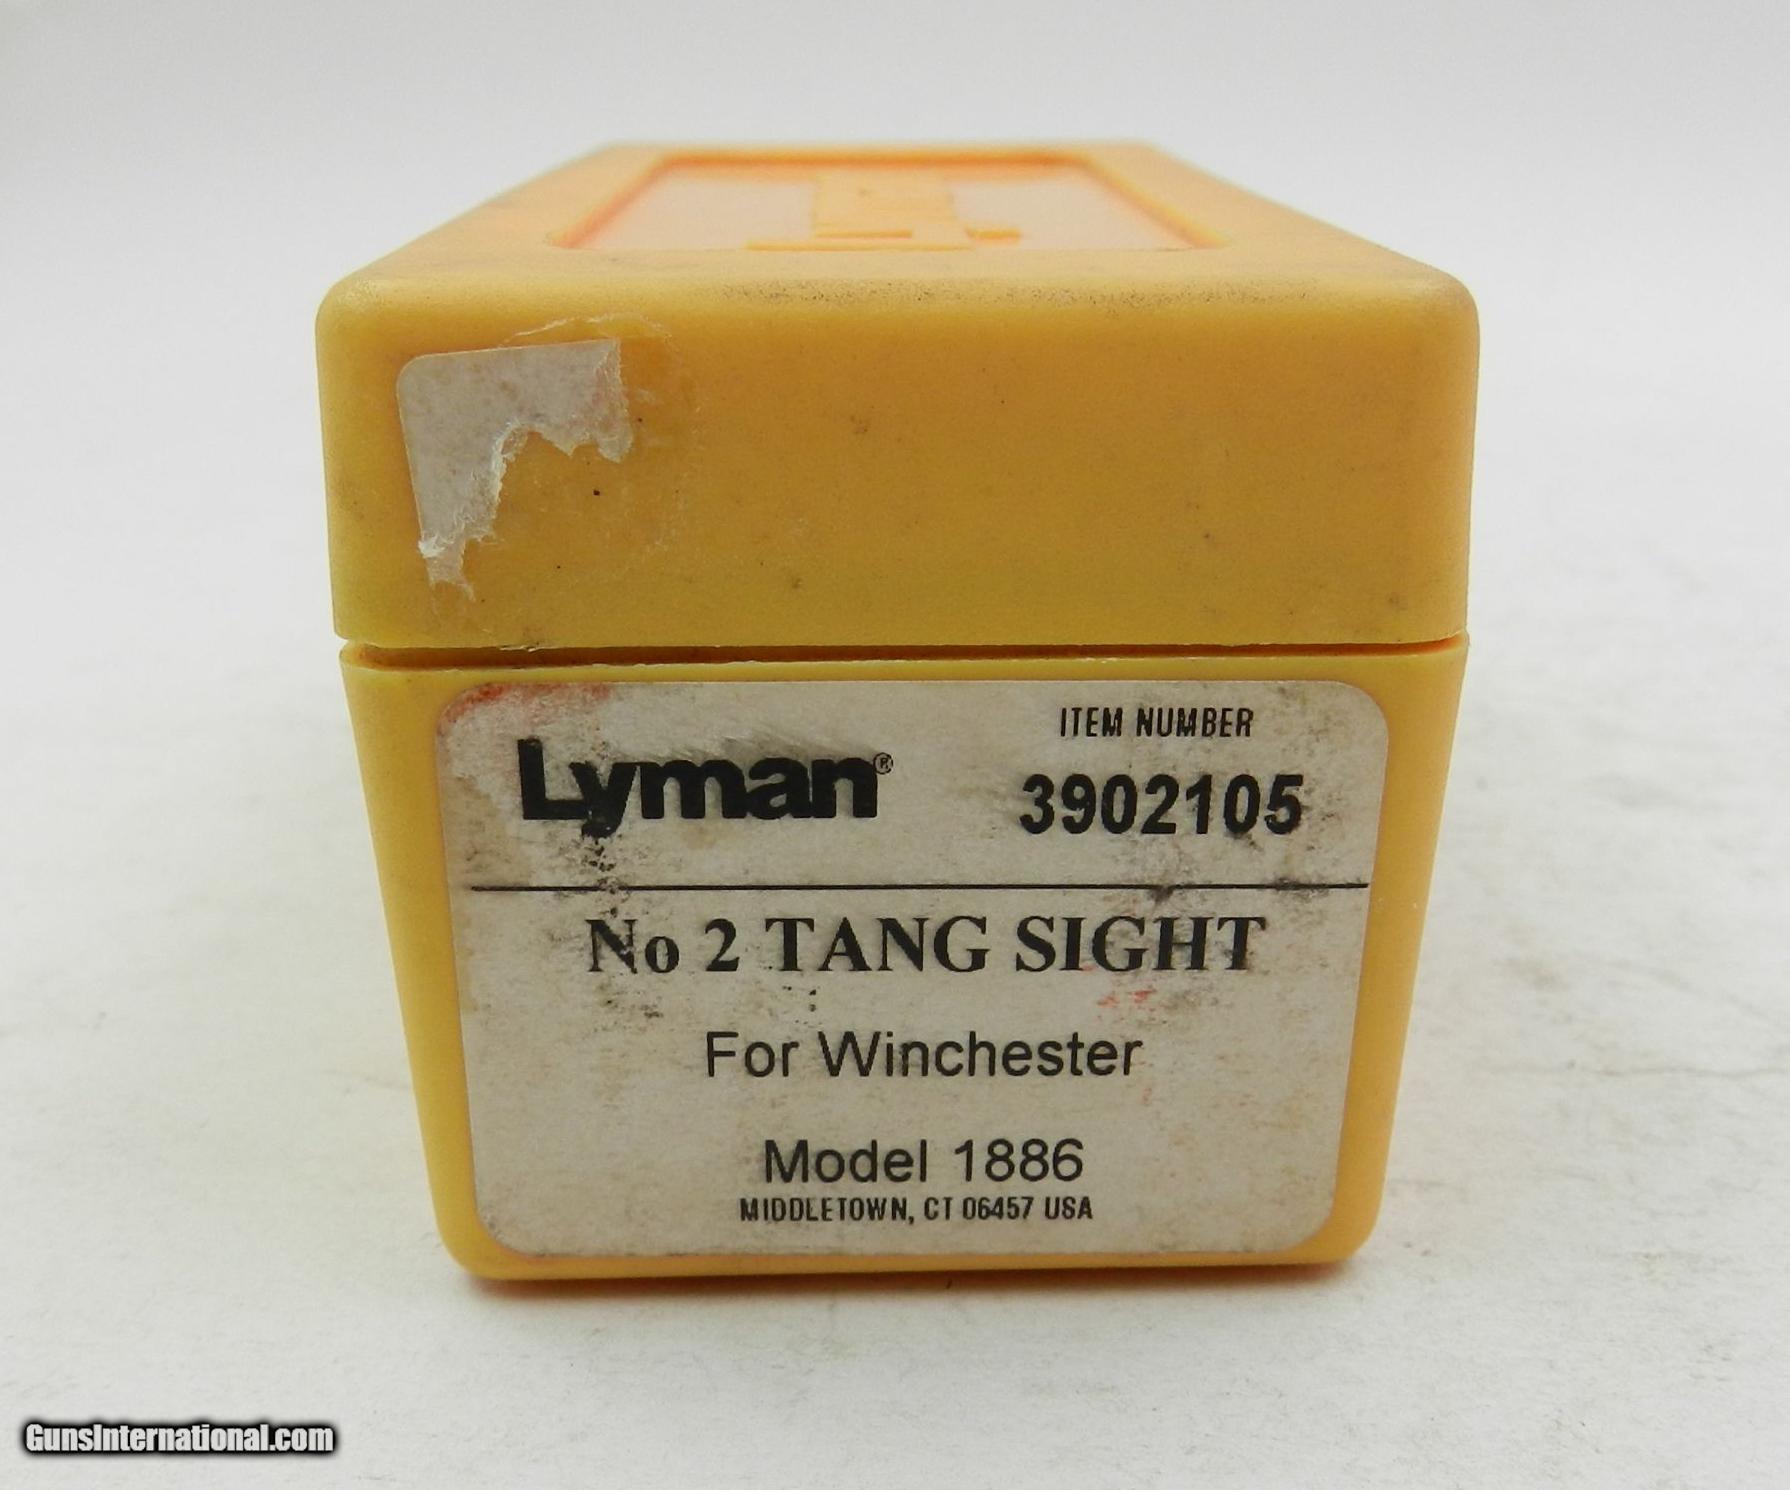 Lyman®
ITEM NUMBER
3902105
No 2 TANG SIGHT
For Winchester
Model 1886
MIDDLETOWN, CT 06457 USA
GunsInternational.com